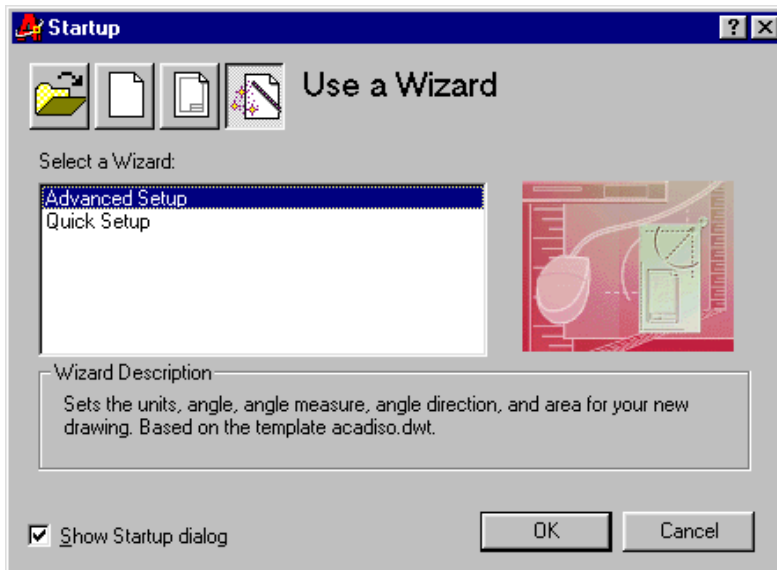 Startup
Use a Wizard
Select a Wizard:
Advanced Setup
Quick Setup
Wizard Description
Sets the units, angle, angle measure, angle direction, and area for your new
drawing. Based on the template acadiso.dwt.
Show Startup dialog
OK
Cancel